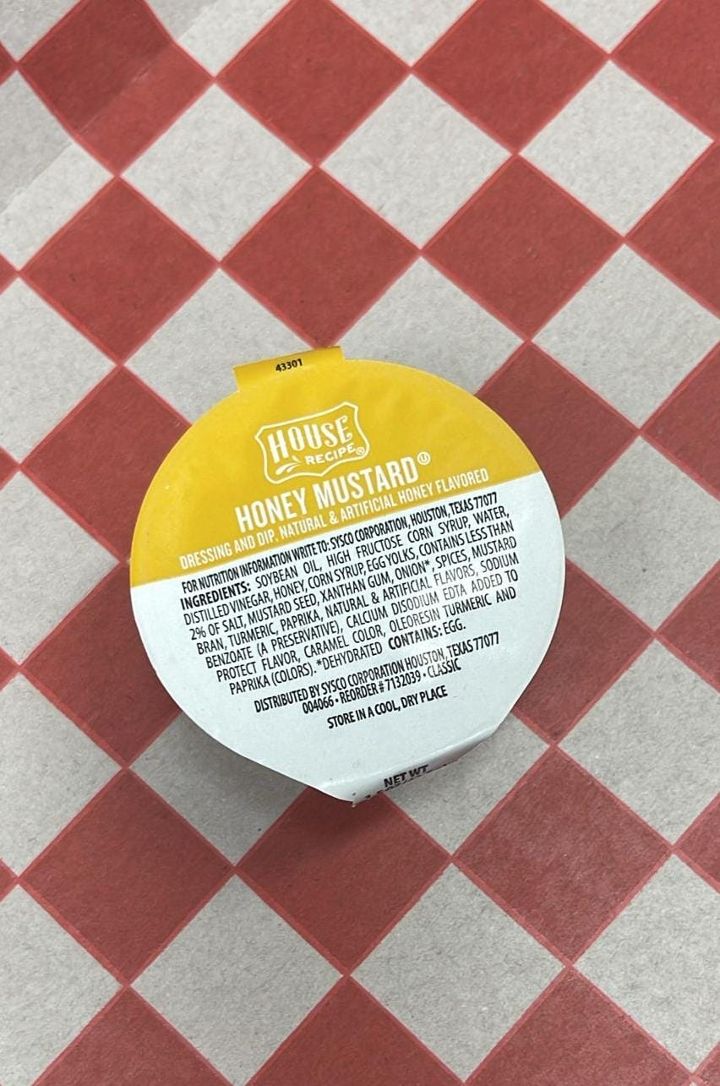 43301
HOUSE
RECIPE®
HONEY MUSTARD Ⓤ
DRESSING AND DIP. NATURAL & ARTIFICIAL HONEY FLAVORED
FOR NUTRITION INFORMATION WRITE TO: SYSCO CORPORATION, HOUSTON, TEXAS 77077
INGREDIENTS: SOYBEAN OIL, HIGH FRUCTOSE CORN SYRUP, WATER,
DISTILLED VINEGAR, HONEY, CORN SYRUP, EGG YOLKS, CONTAINS LESS THAN
2% OF SALT, MUSTARD SEED, XANTHAN GUM, ONION*, SPICES, MUSTARD
BRAN, TURMERIC, PAPRIKA, NATURAL & ARTIFICIAL FLAVORS, SODIUM
BENZOATE (A PRESERVATIVE), CALCIUM DISODIUM EDTA ADDED TO
PROTECT FLAVOR, CARAMEL COLOR, OLEORESIN TURMERIC AND
PAPRIKA (COLORS). *DEHYDRATED CONTAINS: EGG.
DISTRIBUTED BY SYSCO CORPORATION HOUSTON, TEXAS 77077
004066 • REORDER # 7132039 • CLASSIC
STORE IN A COOL, DRY PLACE
NET WT